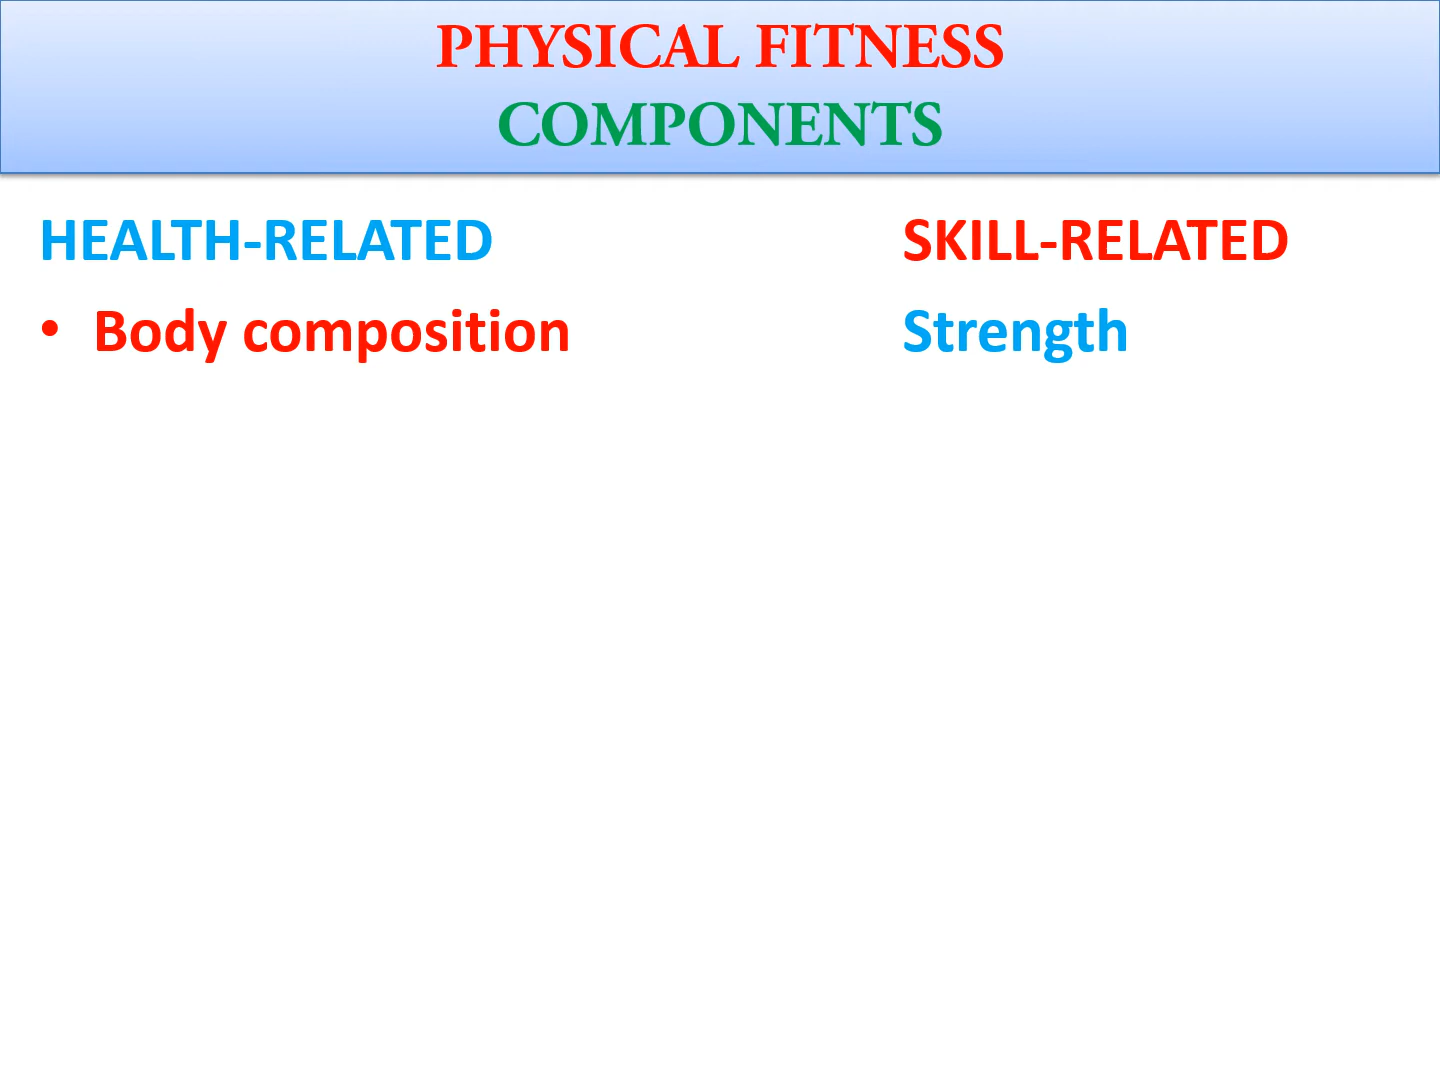 PHYSICAL FITNESS
COMPONENTS
HEALTH-RELATED SKILL-RELATED
• Body composition Strength